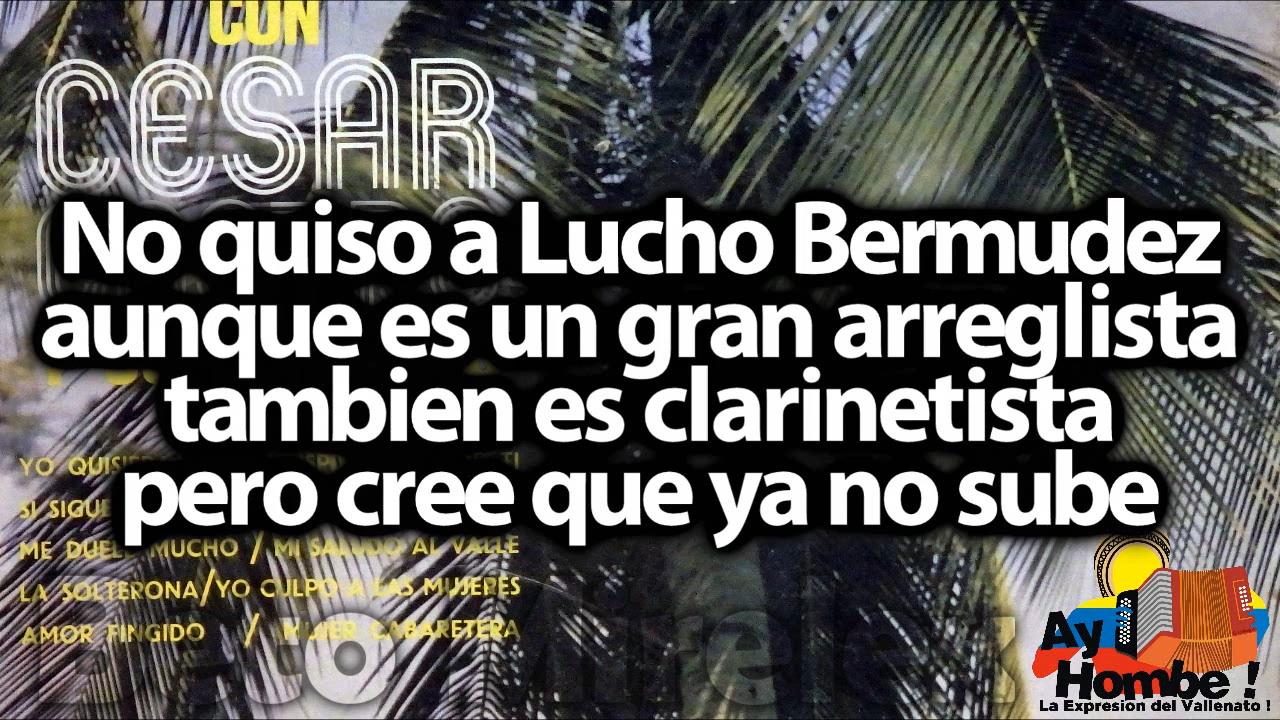 CON
CESAR
No quiso a Lucho Bermudez
aunque es un gran arreglista
tambien es clarinetista
pero cree que ya no sube
YO
SI SIGUE
ME DUELE MUCHO / MI SALUDO AL VALLE
LA SOLTERONA/YO CULPO A LAS MUJERES
AMOR FINGIDO / MUJER CABARETERA
Ay
Hombe !
La Expresión del Vallenato !